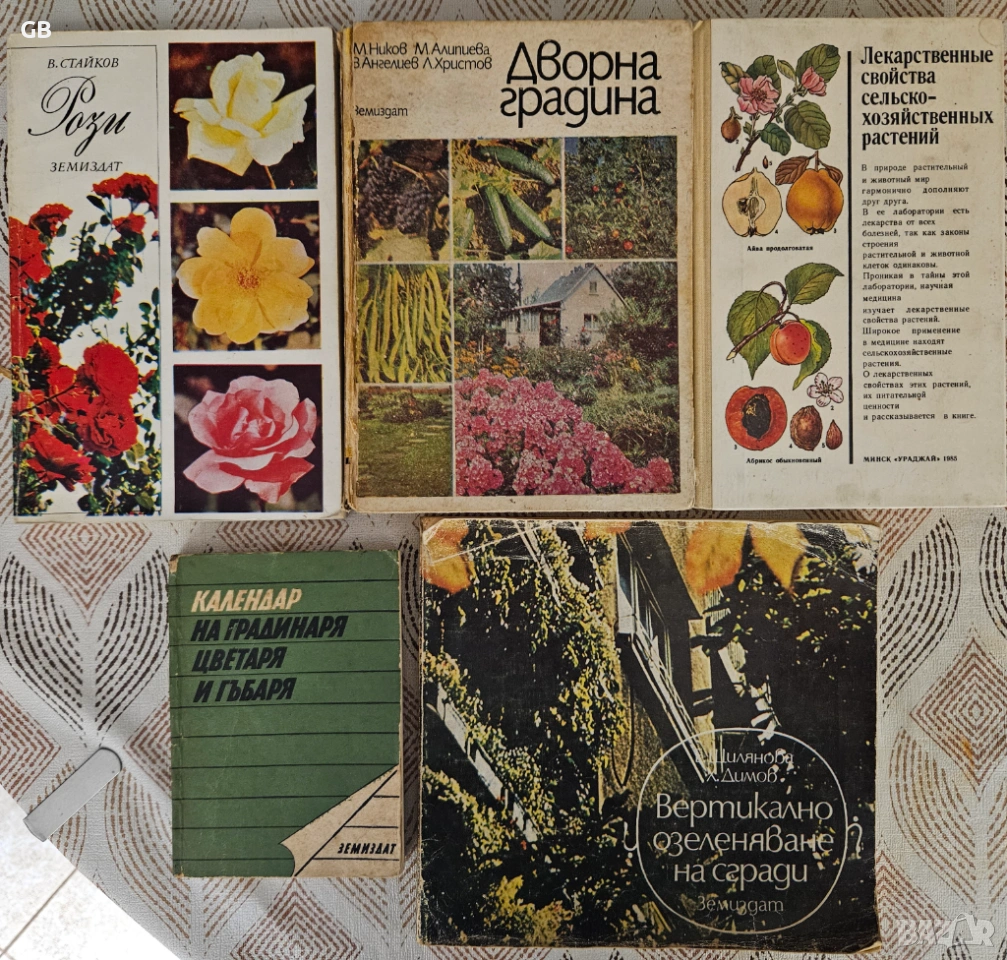 GB
В. СТАЙКОВ
Рози
ЗЕМИЗДАТ
М.Ников М.Алипиева
В Ангелиев Л.Христов
Земиздат
Дворна
градина
Лекарственные
свойства
сельско-
хозяйственных
растений
В природе растительный
и животный мир
гармонично дополняют
друг друга.
В ее лаборатории есть
лекарства от всех
болезней, так как законы
строения
растительной и животной
клеток одинаковы.
Проникая в тайны этой
лаборатории, научная
медицина
изучает лекарственные
свойства растений.
Широкое применение
в медицине находят
сельскохозяйственные
растения.
О лекарственных
свойствах этих растений,
их питательной
ценности
и рассказывается в книге.
МИНСК «УРАДЖАЙ» 1985
Айва продолговатая
Абрикос обыкновенный
КАЛЕНДАР
НА ГРАДИНАРЯ
ЦВЕТАРЯ
И ГЪБАРЯ
ЗЕМИЗДАТ
Шилянова
Х.Димов
Вертикално
озеленяване
на сгради
Земиздат
BAZAR